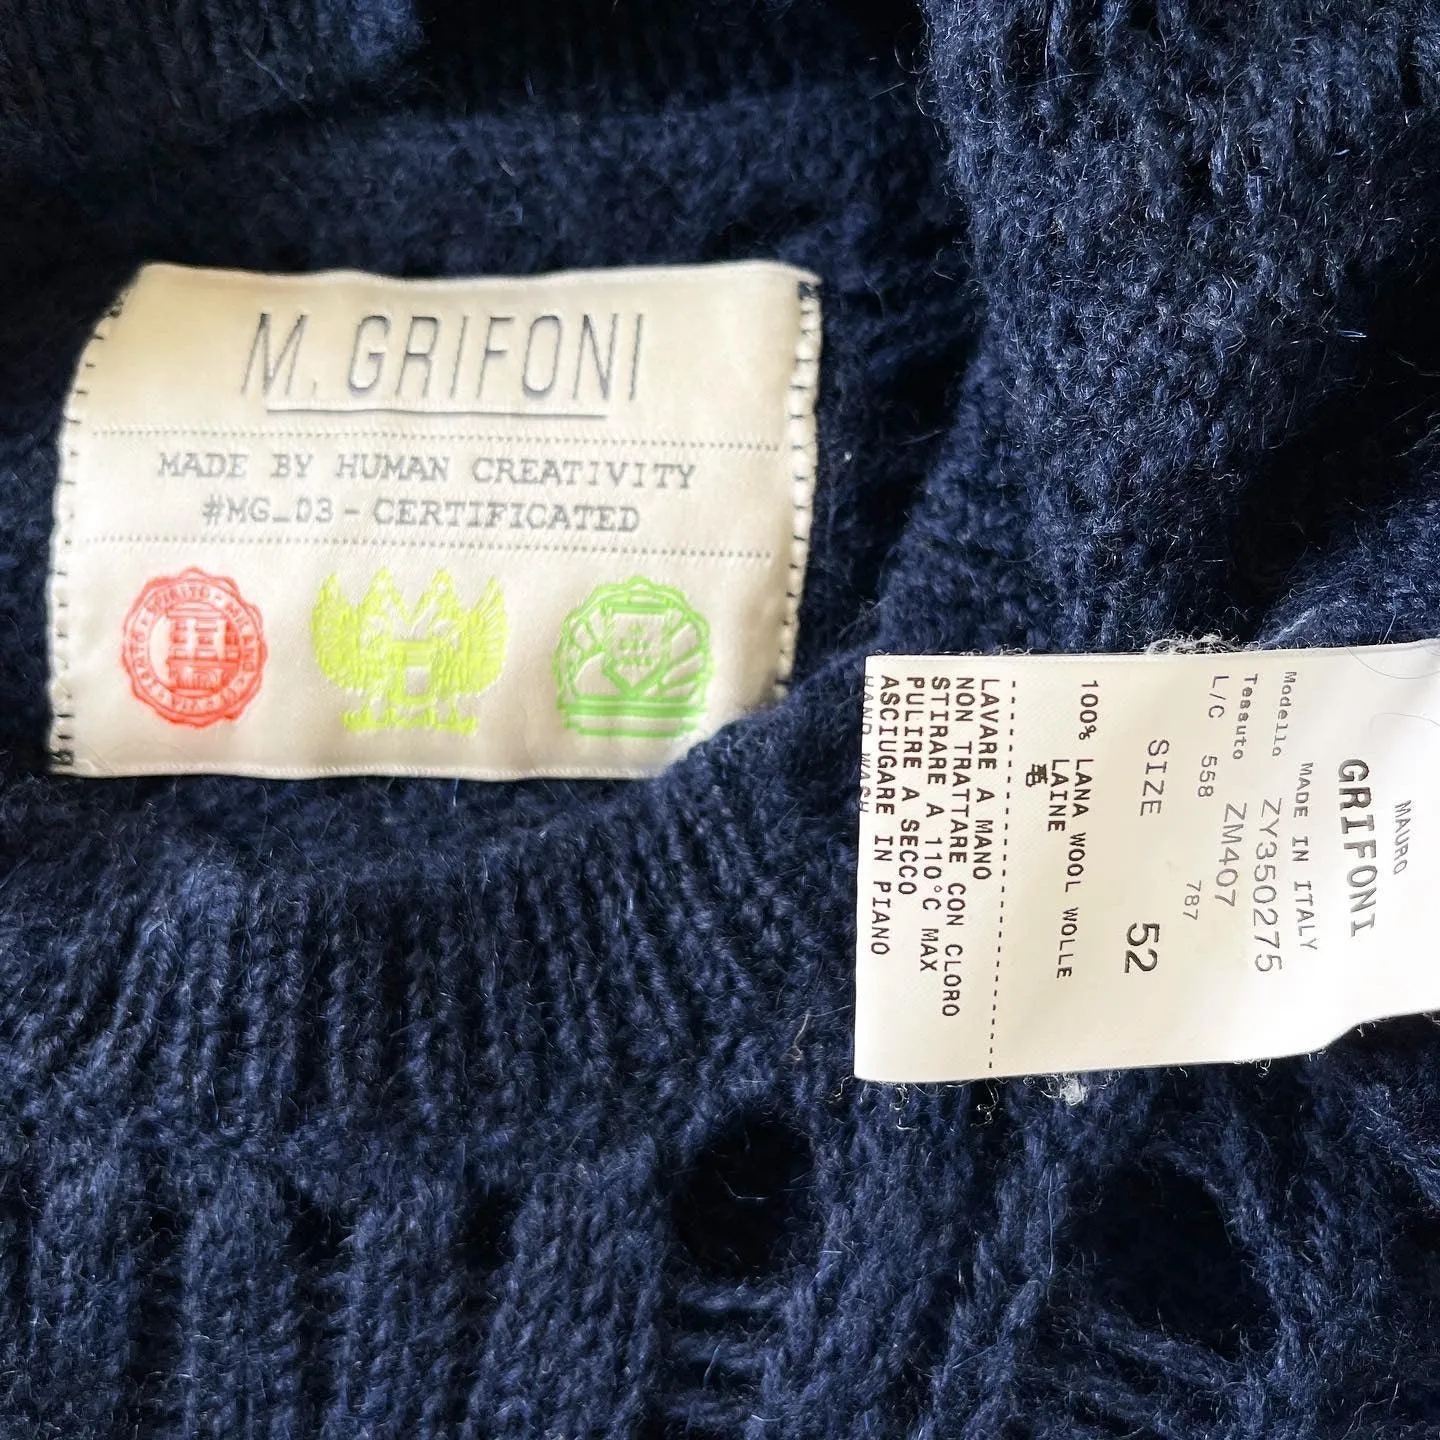 M. GRIFONI
MADE BY HUMAN CREATIVITY
#MG_03 - CERTIFICATED
MAURO
GRIFONI
MADE IN ITALY
Modello ZY350275
Tessuto ZM407
L/C 558 787
SIZE 52
100% LANA WOOL WOLLE
LAINE
毛
LAVARE A MANO
NON TRATTARE CON CLORO
STIRARE A 110°C MAX
PULIRE A SECCO
ASCIUGARE IN PIANO
HAND WASH